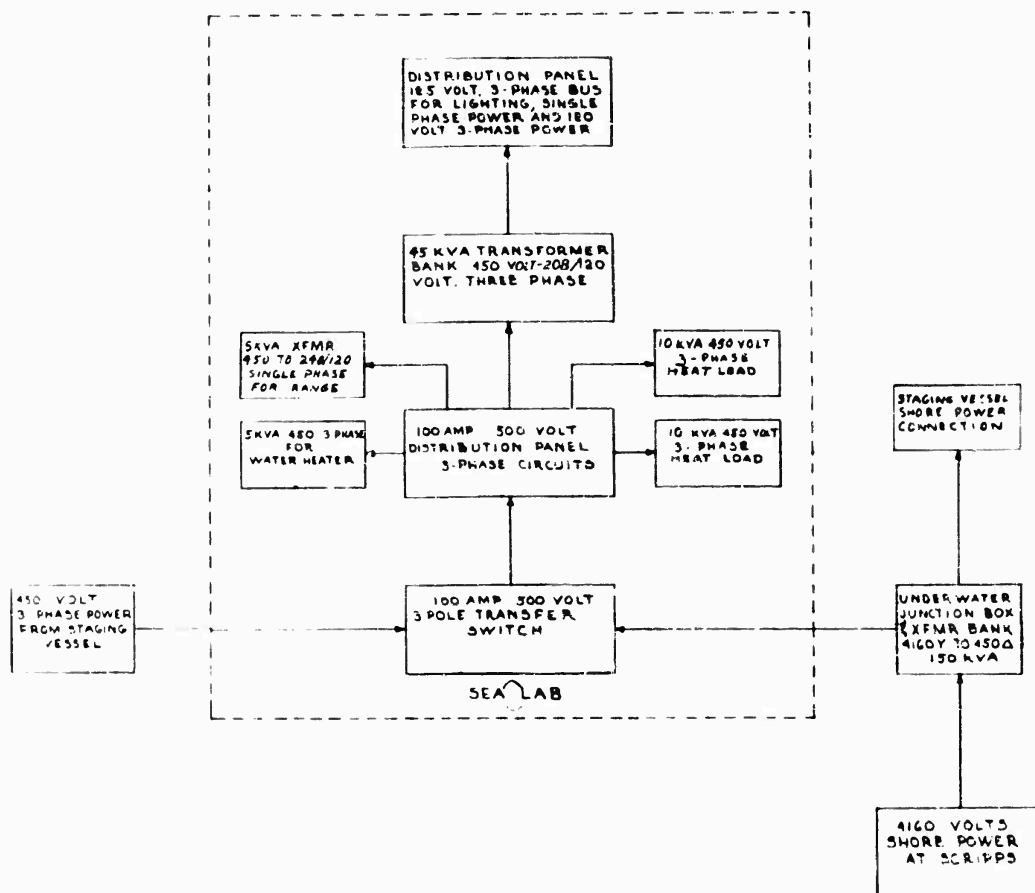 DISTRIBUTION PANEL
125 VOLT, 3-PHASE BUS
FOR LIGHTING, SINGLE
PHASE POWER AND 120
VOLT 3-PHASE POWER
45 KVA TRANSFORMER
BANK 450 VOLT-208/120
VOLT, THREE PHASE
5KVA XFMR
450 TO 240/120
SINGLE PHASE
FOR RANGE
10 KVA 450 VOLT
3-PHASE
HEAT LOAD
STAGING VESSEL
SHORE POWER
CONNECTION
5KVA 450 3 PHASE
FOR
WATER HEATER
100 AMP 500 VOLT
DISTRIBUTION PANEL
3-PHASE CIRCUITS
10 KVA 450 VOLT
3-PHASE
HEAT LOAD
450 VOLT
3 PHASE POWER
FROM STAGING
VESSEL
100 AMP 500 VOLT
3 POLE TRANSFER
SWITCH
UNDERWATER
JUNCTION BOX
& XFMR BANK
4160Y TO 450Δ
150 KVA
SEA LAB
4160 VOLTS
SHORE POWER
AT SCRIPPS